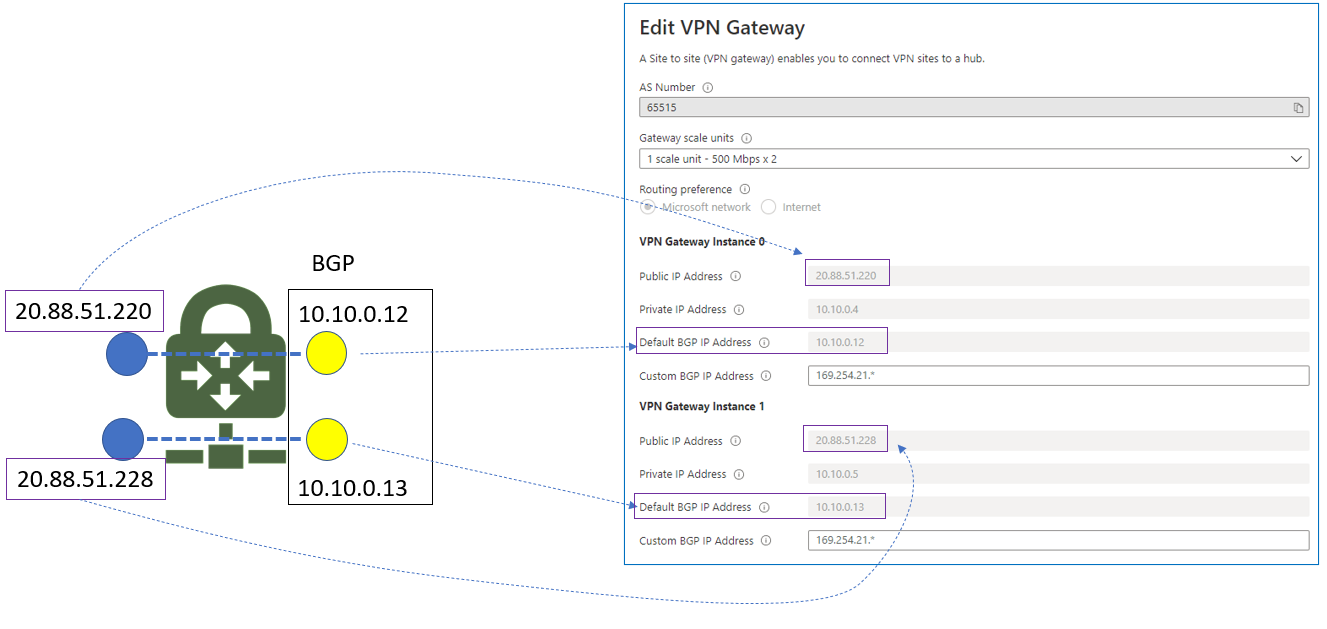 BGP
20.88.51.220
10.10.0.12
20.88.51.228
10.10.0.13
Edit VPN Gateway
A Site to site (VPN gateway) enables you to connect VPN sites to a hub.
AS Number
65515
Gateway scale units
1 scale unit - 500 Mbps x 2
Routing preference
Microsoft network Internet
VPN Gateway Instance 0
Public IP Address 20.88.51.220
Private IP Address 10.10.0.4
Default BGP IP Address 10.10.0.12
Custom BGP IP Address 169.254.21.*
VPN Gateway Instance 1
Public IP Address 20.88.51.228
Private IP Address 10.10.0.5
Default BGP IP Address 10.10.0.13
Custom BGP IP Address 169.254.21.*